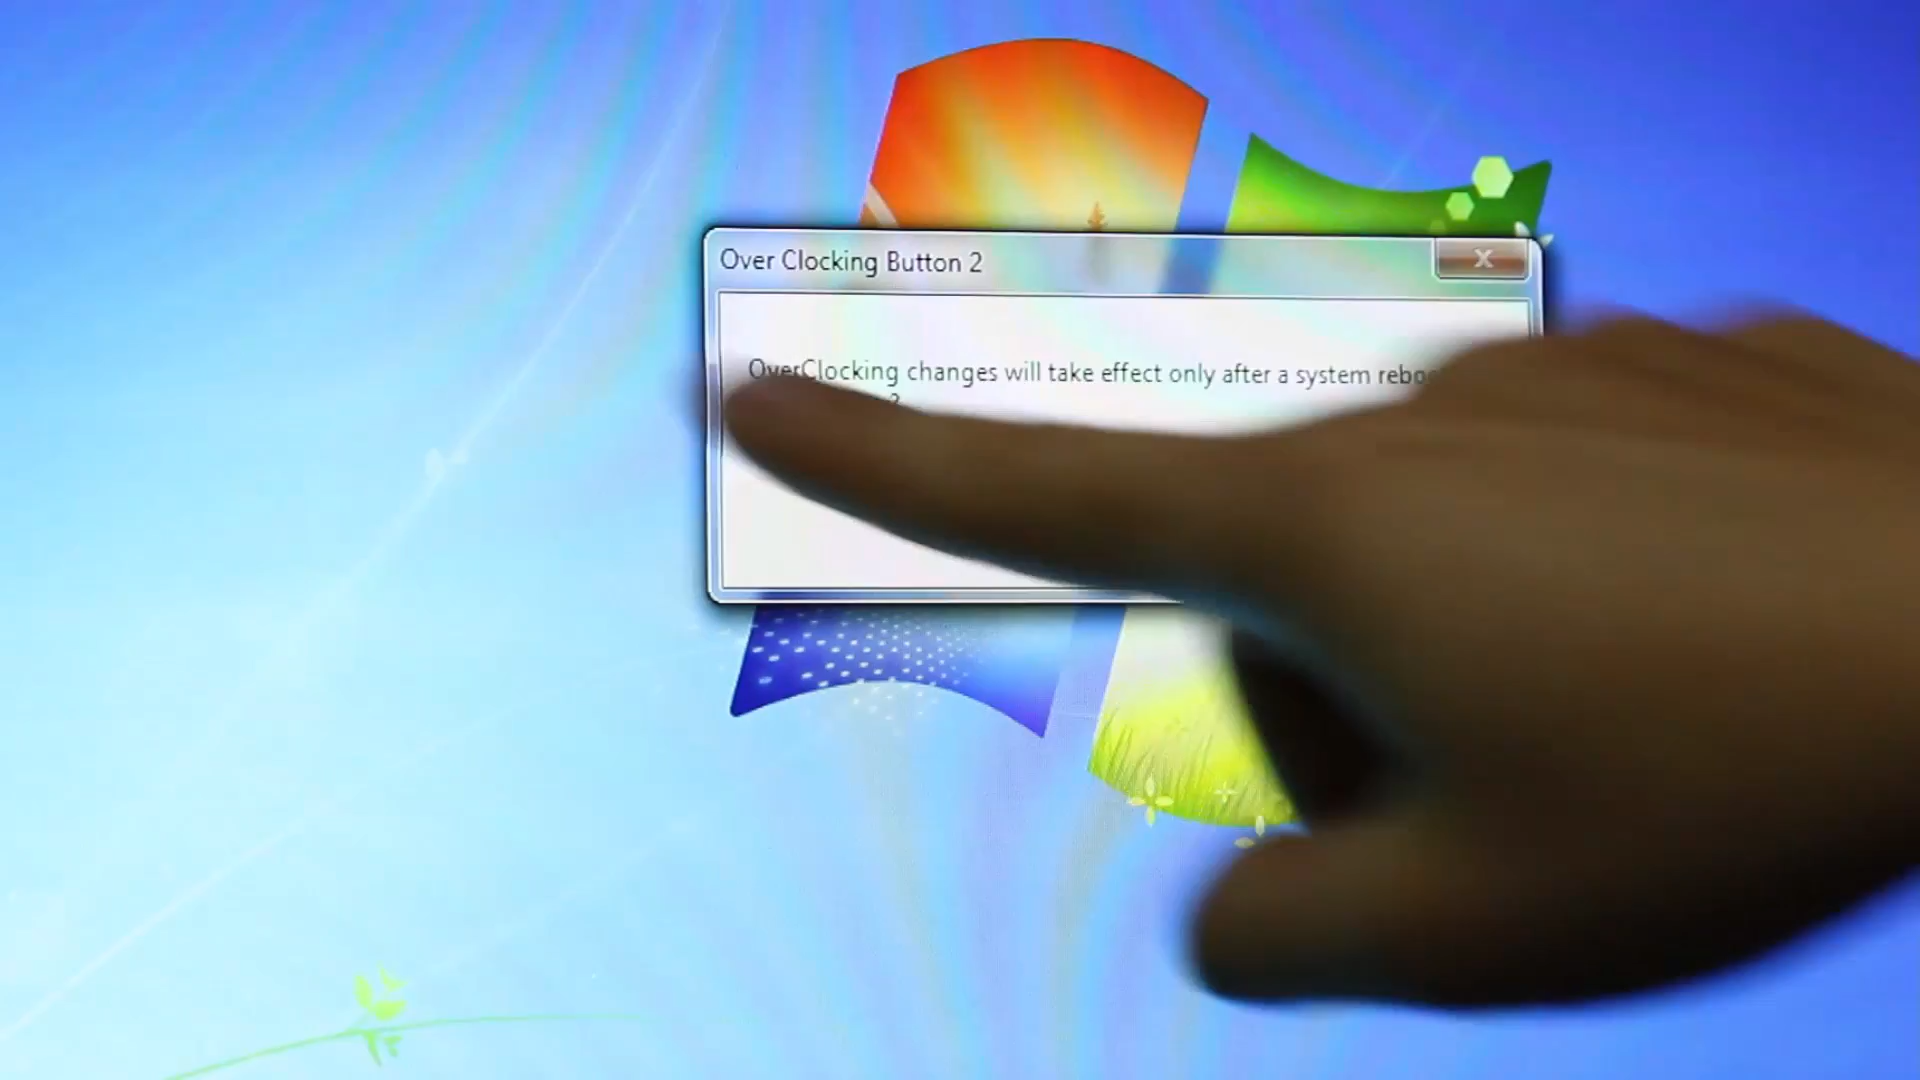 Over Clocking Button 2
OverClocking changes will take effect only after a system
?